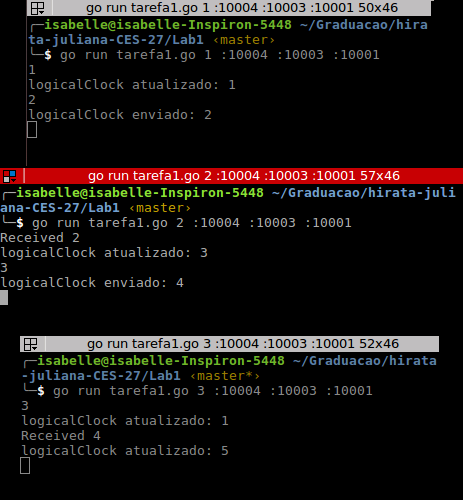 go run tarefa1.go 1 :10004 :10003 :10001 50x46
╭─isabelle@isabelle-Inspiron-5448 ~/Graduacao/hira
ta-juliana-CES-27/Lab1 ‹master›
╰─$ go run tarefa1.go 1 :10004 :10003 :10001
1
logicalClock atualizado: 1
2
logicalClock enviado: 2
go run tarefa1.go 2 :10004 :10003 :10001 57x46
╭─isabelle@isabelle-Inspiron-5448 ~/Graduacao/hirata-juli
ana-CES-27/Lab1 ‹master›
╰─$ go run tarefa1.go 2 :10004 :10003 :10001
Received 2
logicalClock atualizado: 3
3
logicalClock enviado: 4
go run tarefa1.go 3 :10004 :10003 :10001 52x46
╭─isabelle@isabelle-Inspiron-5448 ~/Graduacao/hirata
-juliana-CES-27/Lab1 ‹master*›
╰─$ go run tarefa1.go 3 :10004 :10003 :10001
3
logicalClock atualizado: 1
Received 4
logicalClock atualizado: 5